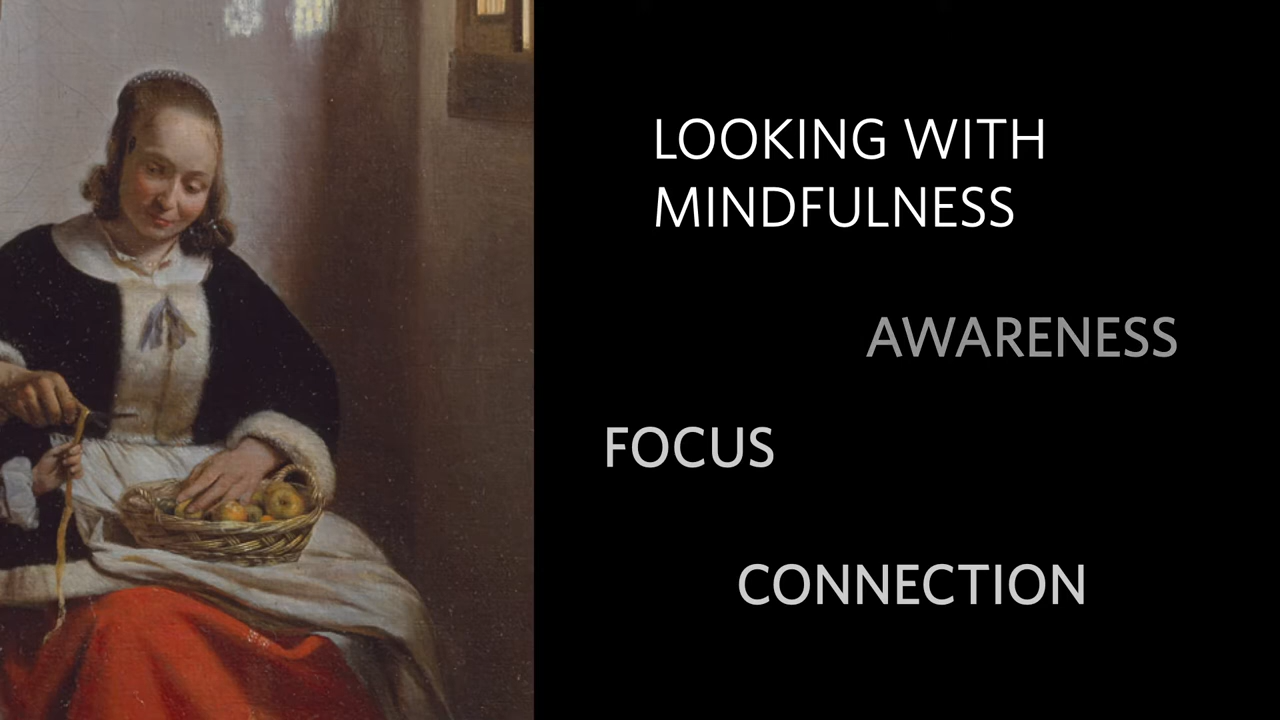 LOOKING WITH
MINDFULNESS
AWARENESS
FOCUS
CONNECTION